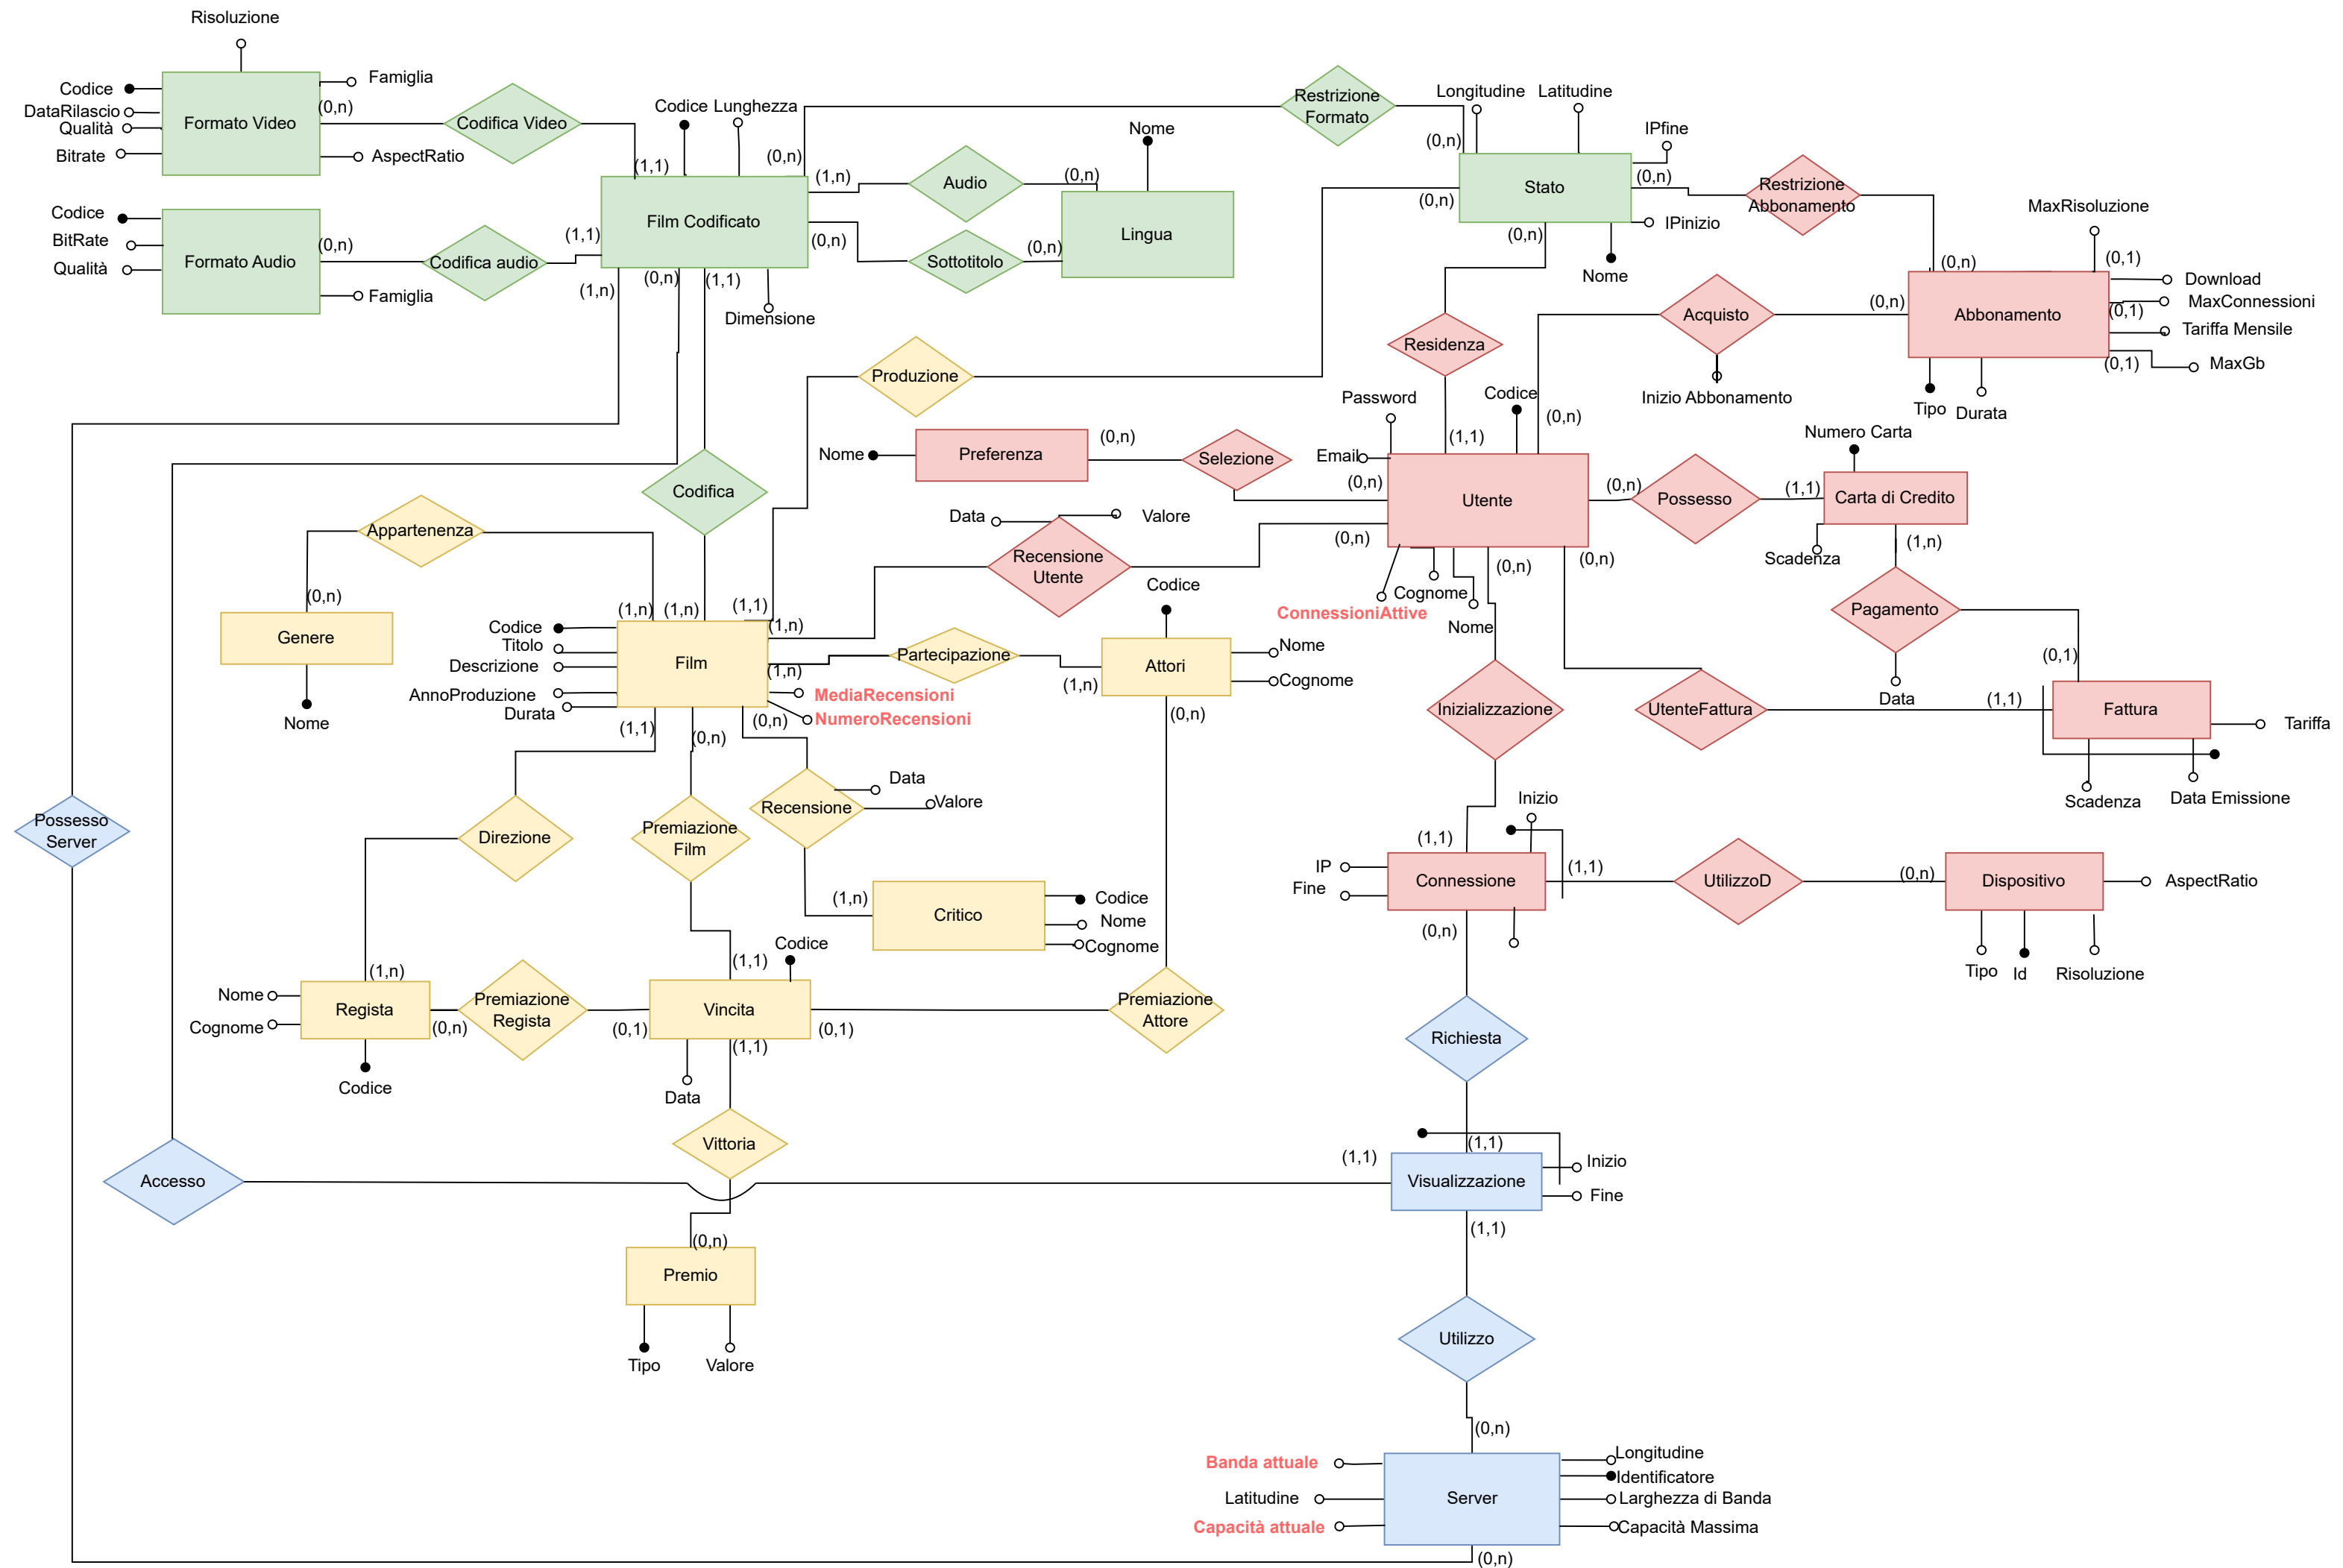 Risoluzione
Famiglia
Codice
DataRilascio
Qualità
Bitrate
Formato Video
(0,n)
AspectRatio
Codifica Video
Codice
Lunghezza
(1,1)
(0,n)
Restrizione
Formato
Longitudine
Latitudine
IPfine
Nome
(0,n)
Stato
(0,n)
(0,n)
IPinizio
Nome
(0,n)
Restrizione
Abbonamento
MaxRisoluzione
(0,1)
Download
MaxConnessioni
(0,1)
Tariffa Mensile
MaxGb
(0,1)
(0,n)
Abbonamento
(0,n)
Tipo
Durata
Acquisto
Inizio Abbonamento
Codice
BitRate
Qualità
Formato Audio
(0,n)
Famiglia
Codifica audio
(1,1)
Film Codificato
(1,n)
Audio
(0,n)
(0,n)
Sottotitolo
(0,n)
Lingua
(1,n)
(0,n)
(1,1)
Dimensione
Residenza
Produzione
Password
Codice
(0,n)
(1,1)
Numero Carta
Nome
Preferenza
(0,n)
Selezione
Email
(0,n)
Utente
(0,n)
Possesso
(1,1)
Carta di Credito
Scadenza
(1,n)
Codifica
Appartenenza
Data
Valore
Recensione
Utente
(0,n)
(0,n)
(0,n)
Cognome
ConnessioniAttive
Nome
Pagamento
Data
(0,1)
Codice
(0,n)
Genere
Nome
(1,n)
(1,n)
(1,1)
(1,n)
Codice
Titolo
Descrizione
AnnoProduzione
Durata
Film
(1,n)
Partecipazione
(1,n)
Attori
Nome
Cognome
(0,n)
MediaRecensioni
NumeroRecensioni
(1,1)
(0,n)
(0,n)
Inizializzazione
UtenteFattura
(1,1)
Fattura
Tariffa
Scadenza
Data Emissione
Possesso
Server
Direzione
Premiazione
Film
Recensione
Data
Valore
Inizio
(1,1)
IP
Fine
Connessione
(1,1)
UtilizzoD
(0,n)
Dispositivo
AspectRatio
Tipo
Id
Risoluzione
(1,n)
Critico
Codice
Nome
Cognome
(0,n)
Codice
(1,n)
(1,1)
Nome
Cognome
Regista
(0,n)
Codice
Premiazione
Regista
(0,1)
Vincita
(0,1)
Premiazione
Attore
(1,1)
Data
Richiesta
Vittoria
Accesso
(1,1)
(1,1)
Visualizzazione
Inizio
Fine
(1,1)
(0,n)
Premio
Tipo
Valore
Utilizzo
(0,n)
Banda attuale
Latitudine
Capacità attuale
Server
Longitudine
Identificatore
Larghezza di Banda
Capacità Massima
(0,n)